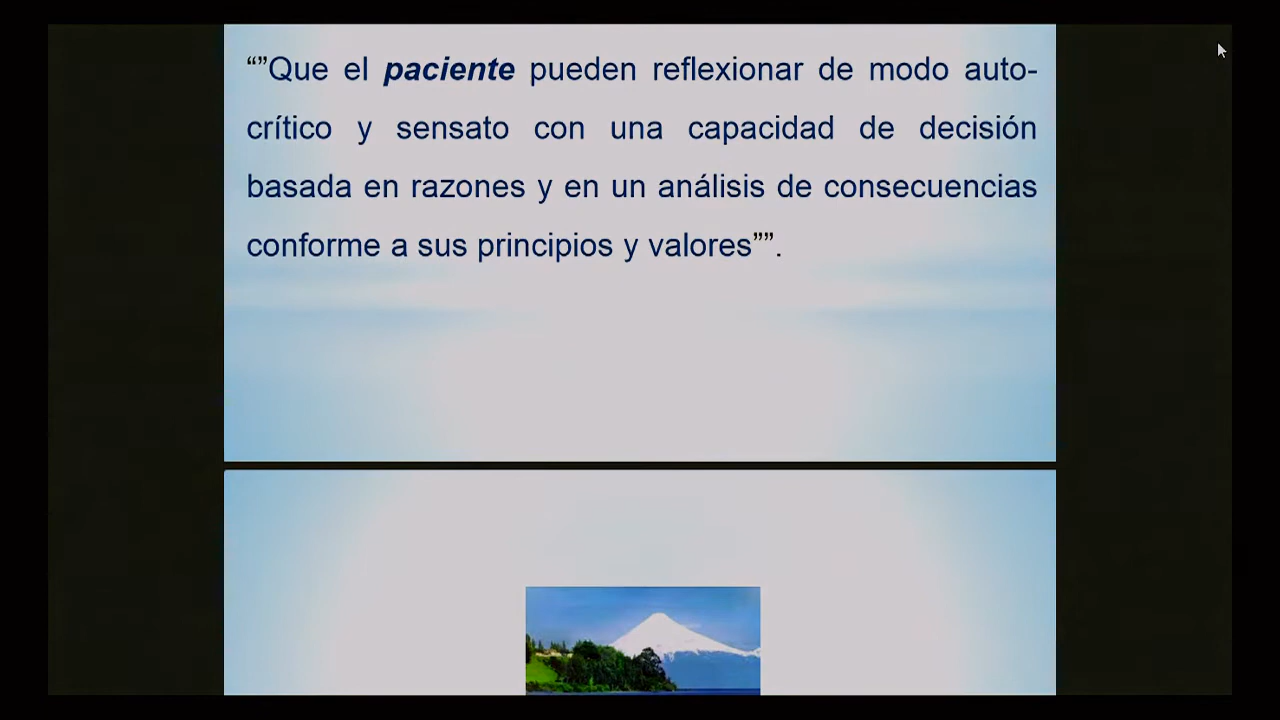 “”Que el paciente pueden reflexionar de modo auto-
crítico y sensato con una capacidad de decisión
basada en razones y en un análisis de consecuencias
conforme a sus principios y valores””.